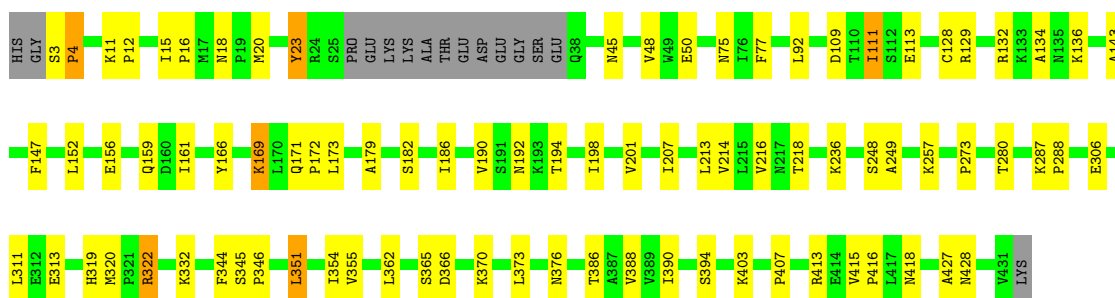 HIS GLY S3 P4 K11 P12 I15 P16 M17 N18 P19 M20 Y23 R24 S25 PRO GLU LYS LYS ALA THR GLU ASP GLU GLY SER GLU Q38 N45 V48 W49 E50 N75 I76 F77 L92 D109 T110 I111 S112 E113 C128 R129 R132 K133 A134 N135 K136 A143
F147 L152 E156 Q159 D160 I161 Y166 K169 L170 Q171 P172 L173 A179 S182 I186 V190 S191 N192 K193 T194 I198 V201 I207 L213 V214 L215 V216 N217 T218 K236 S248 A249 K257 P273 T280 K287 P288 E306
L311 E312 E313 H319 M320 P321 R322 K332 F344 S345 P346 L351 I354 V355 L362 S365 D366 K370 L373 N376 T386 A387 V388 V389 I390 S394 K403 P407 R413 E414 V415 P416 L417 N418 A427 N428 V431 LYS